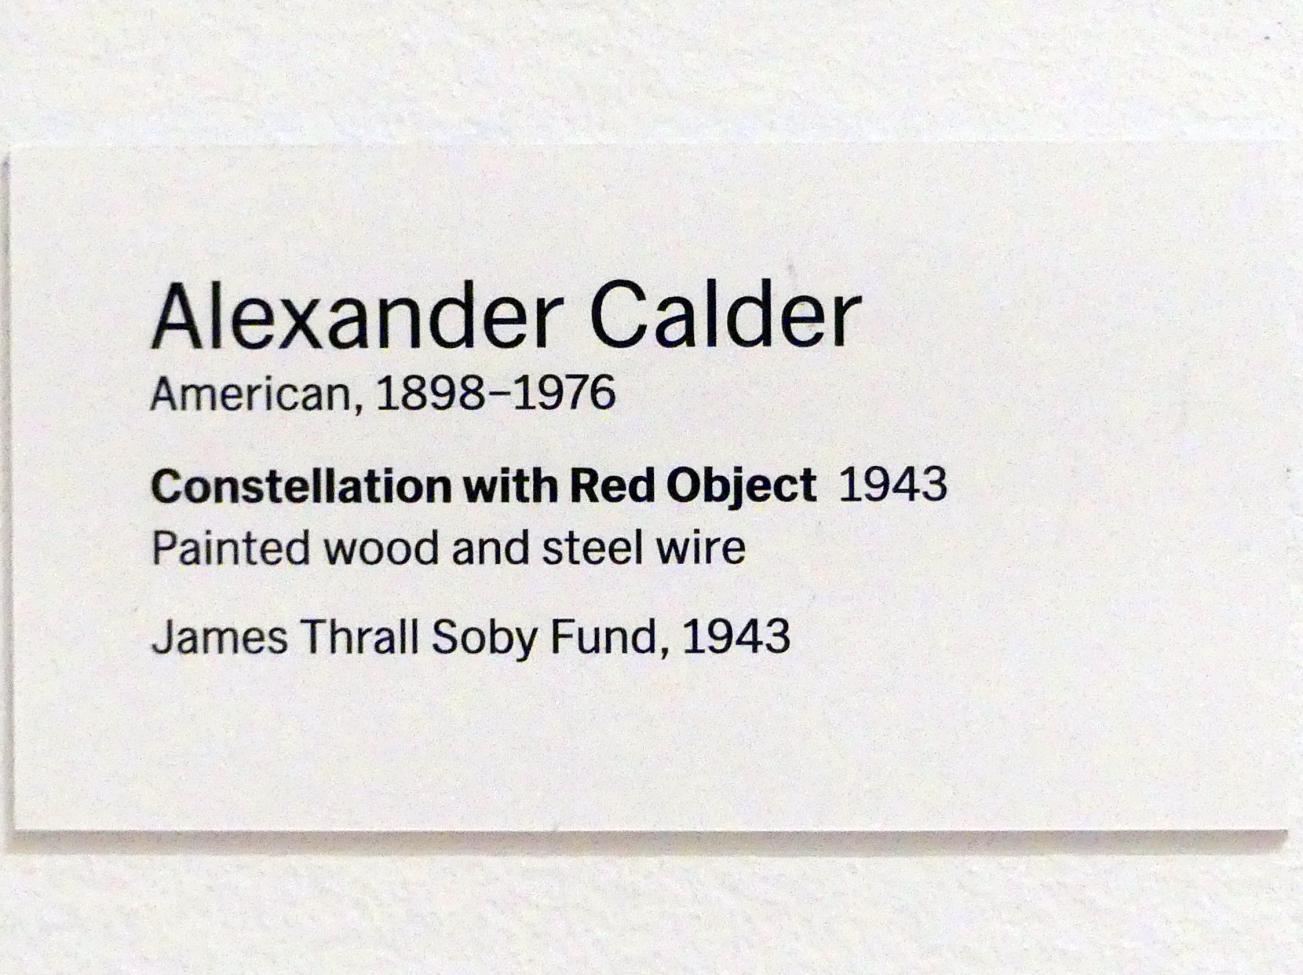 Alexander Calder
American, 1898–1976
Constellation with Red Object 1943
Painted wood and steel wire
James Thrall Soby Fund, 1943